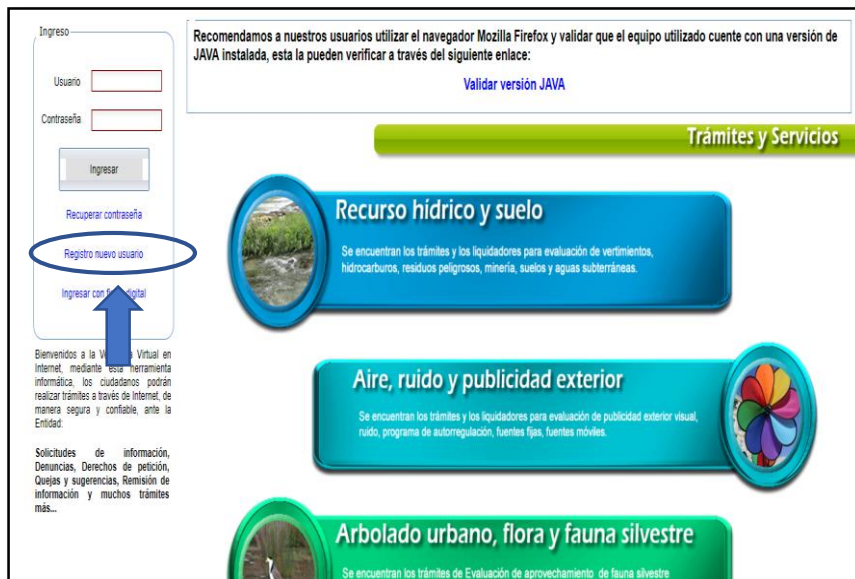 Ingreso
Usuario
Contraseña
Ingresar
Recuperar contraseña
Registro nuevo usuario
Ingresar con digital
Bienvenidos a la Virtual en
Internet, mediante esta herramienta
informática, los ciudadanos podrán
realizar trámites a través de Internet, de
manera segura y confiable, ante la
Entidad:
Solicitudes de información,
Denuncias, Derechos de petición,
Quejas y sugerencias, Remisión de
información y muchos trámites
más...
Recomendamos a nuestros usuarios utilizar el navegador Mozilla Firefox y validar que el equipo utilizado cuente con una versión de
JAVA instalada, esta la pueden verificar a través del siguiente enlace:
Validar versión JAVA
Trámites y Servicios
Recurso hídrico y suelo
Se encuentran los trámites y los liquidadores para evaluación de vertimientos,
hidrocarburos, residuos peligrosos, minería, suelos y aguas subterráneas.
Aire, ruido y publicidad exterior
Se encuentran los trámites y los liquidadores para evaluación de publicidad exterior visual,
ruido, programa de autorregulación, fuentes fijas, fuentes móviles.
Arbolado urbano, flora y fauna silvestre
Se encuentran los trámites de Evaluación de aprovechamiento de fauna silvestre